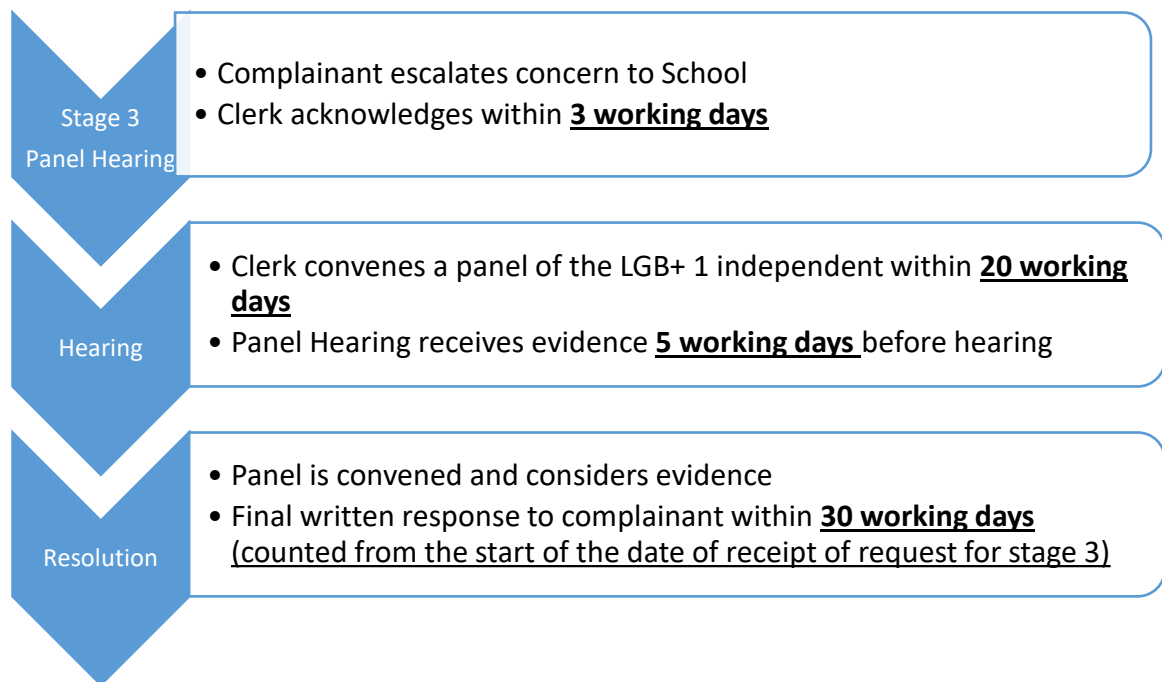 Stage 3
Panel Hearing
• Complainant escalates concern to School
• Clerk acknowledges within 3 working days
Hearing
• Clerk convenes a panel of the LGB+ 1 independent within 20 working
days
• Panel Hearing receives evidence 5 working days before hearing
Resolution
• Panel is convened and considers evidence
• Final written response to complainant within 30 working days
(counted from the start of the date of receipt of request for stage 3)